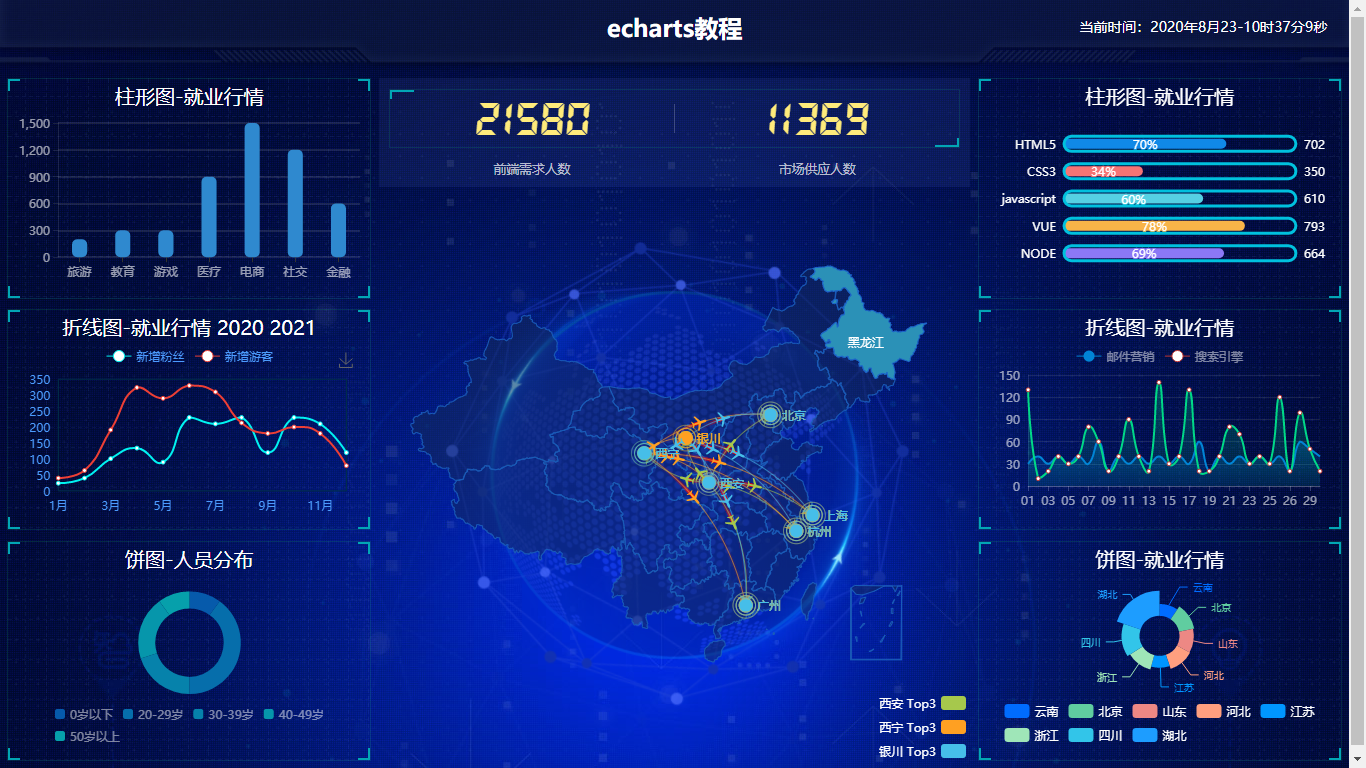 echarts教程
当前时间：2020年8月23-10时37分9秒
柱形图-就业行情
1,500
1,200
900
600
300
0
旅游 教育 游戏 医疗 电商 社交 金融
折线图-就业行情 2020 2021
新增粉丝 新增游客
350
300
250
200
150
100
50
0
1月 3月 5月 7月 9月 11月
饼图-人员分布
0岁以下 20-29岁 30-39岁 40-49岁
50岁以上
21580 11369
前端需求人数 市场供应人数
黑龙江
北京
银川
西宁
西安
上海
杭州
广州
西安 Top3
西宁 Top3
银川 Top3
柱形图-就业行情
HTML5 70% 702
CSS3 34% 350
javascript 60% 610
VUE 78% 793
NODE 69% 664
折线图-就业行情
邮件营销 搜索引擎
150
120
90
60
30
0
01 03 05 07 09 11 13 15 17 19 21 23 25 27 29
饼图-就业行情
云南
湖北
北京
四川
山东
浙江
河北
江苏
云南 北京 山东 河北 江苏
浙江 四川 湖北